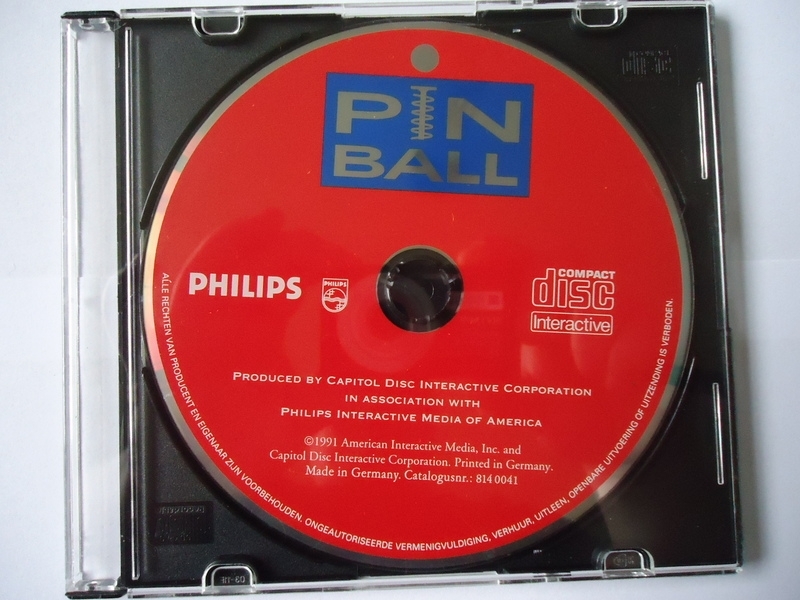 PIN
BALL
PHILIPS
PHILIPS
COMPACT
disc
Interactive
PRODUCED BY CAPITOL DISC INTERACTIVE CORPORATION
IN ASSOCIATION WITH
PHILIPS INTERACTIVE MEDIA OF AMERICA
©1991 American Interactive Media, Inc. and
Capitol Disc Interactive Corporation. Printed in Germany.
Made in Germany. Catalogusnr.: 814 0041
ALLE RECHTEN VAN PRODUCENT EN EIGENAAR ZIJN VOORBEHOUDEN. ONGEAUTORISEERDE VERMENIGVULDIGING, VERHUUR, UITLEEN, OPENBARE UITVOERING OF UITZENDING IS VERBODEN.
COMPACT
disc